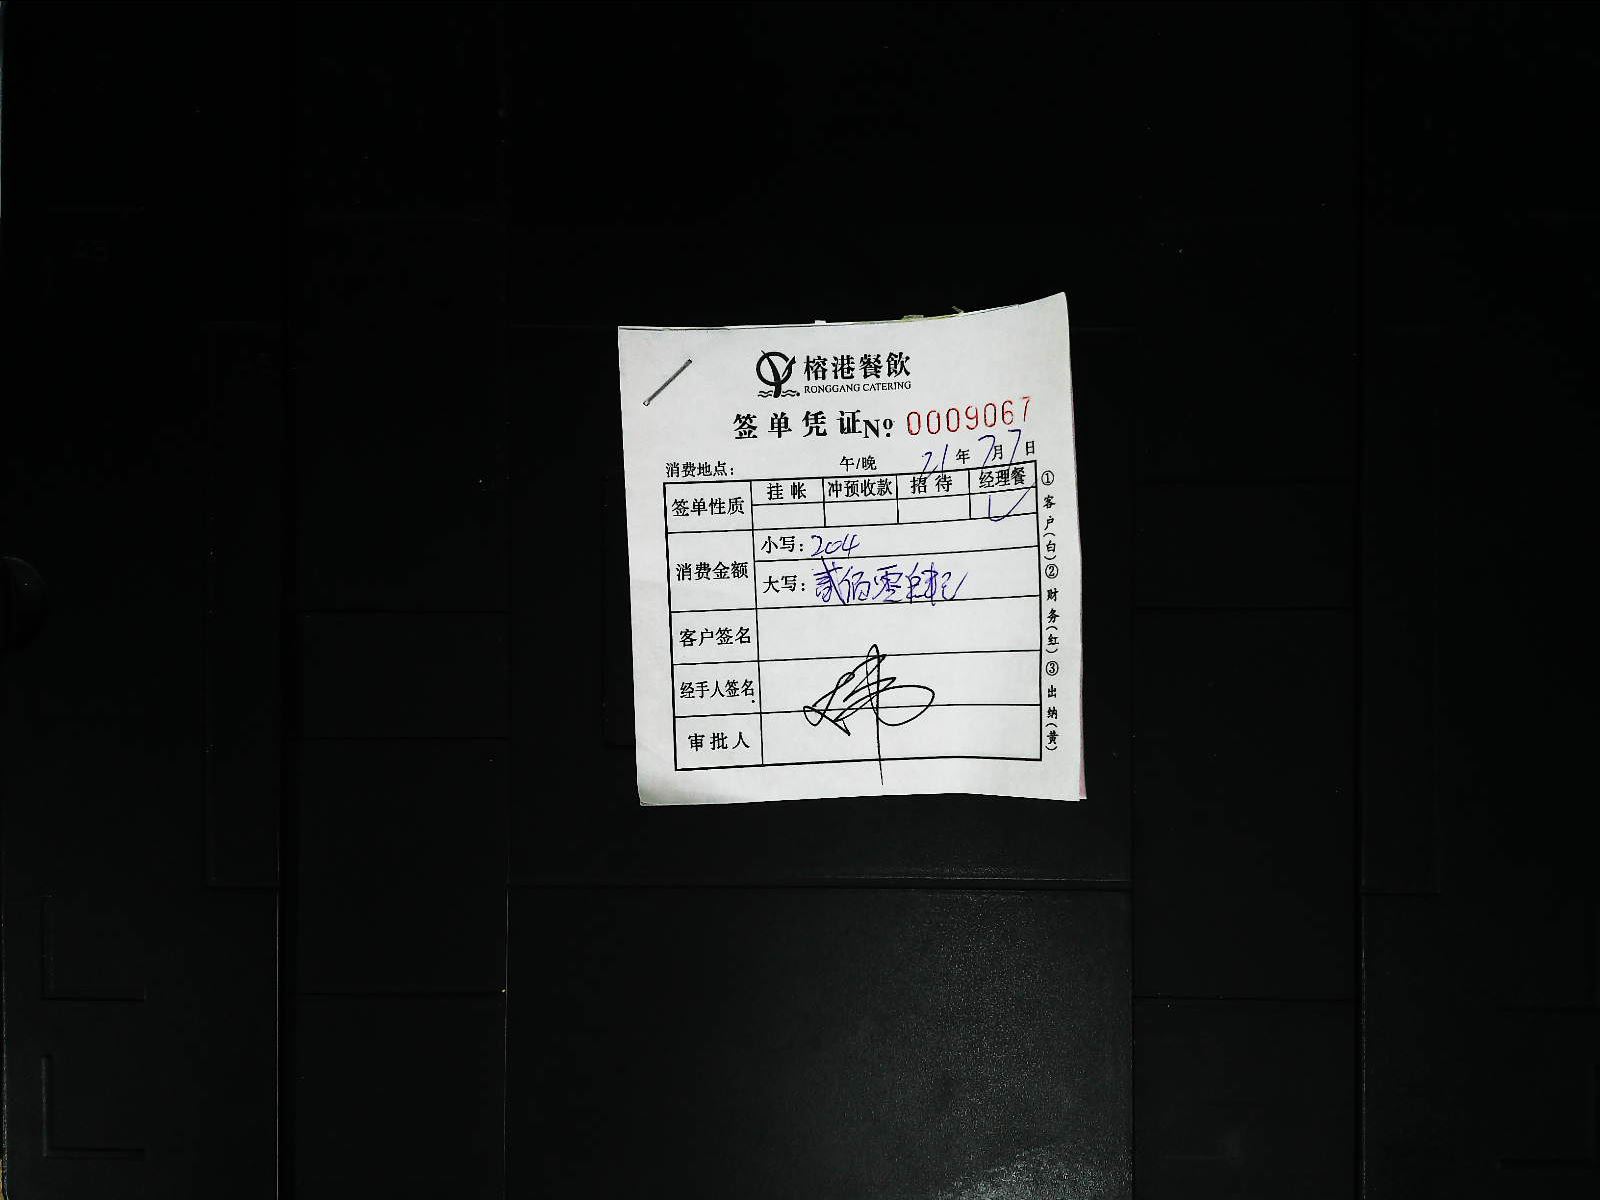 榕港餐飲
RONGGANG CATERING
签单凭证№ 0009067
消费地点： 午/晚 21年7月7日
签单性质 挂帐 冲预收款 招待 经理餐
✓
消费金额 小写：204
大写：贰佰零肆元
客户签名
经手人签名
审批人
①客户(白)②财务(红)③出纳(黄)